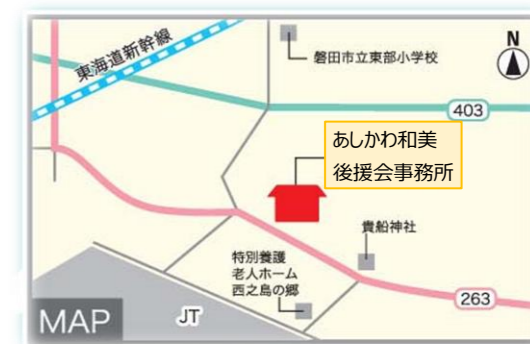 N
東海道新幹線
磐田市立東部小学校
403
あしかわ和美
後援会事務所
貴船神社
特別養護
老人ホーム
西之島の郷
263
JT
MAP